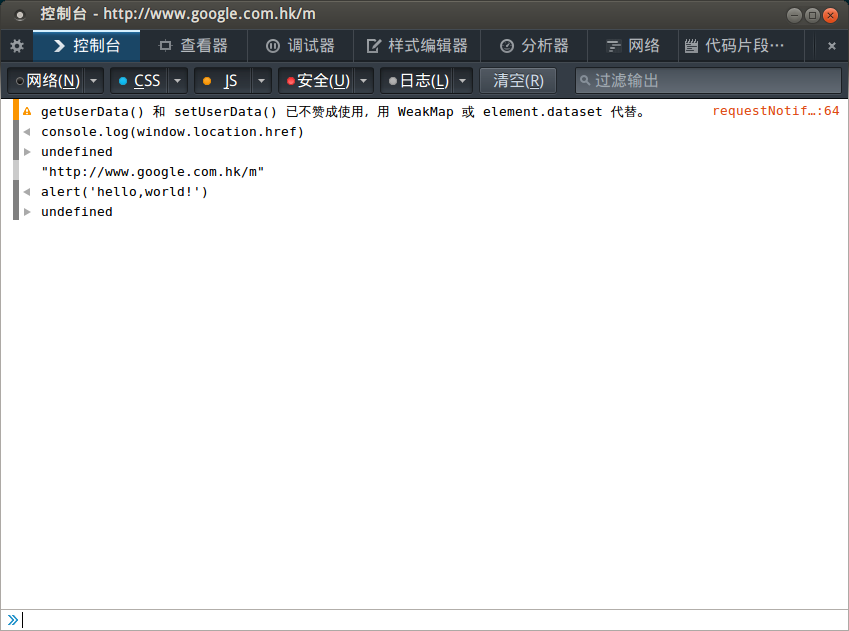 控制台 - http://www.google.com.hk/m
控制台 查看器 调试器 样式编辑器 分析器 网络 代码片段…
网络(N) CSS JS 安全(U) 日志(L) 清空(R) 过滤输出
getUserData() 和 setUserData() 已不赞成使用, 用 WeakMap 或 element.dataset 代替。 requestNotif…:64
console.log(window.location.href)
undefined
"http://www.google.com.hk/m"
alert('hello,world!')
undefined